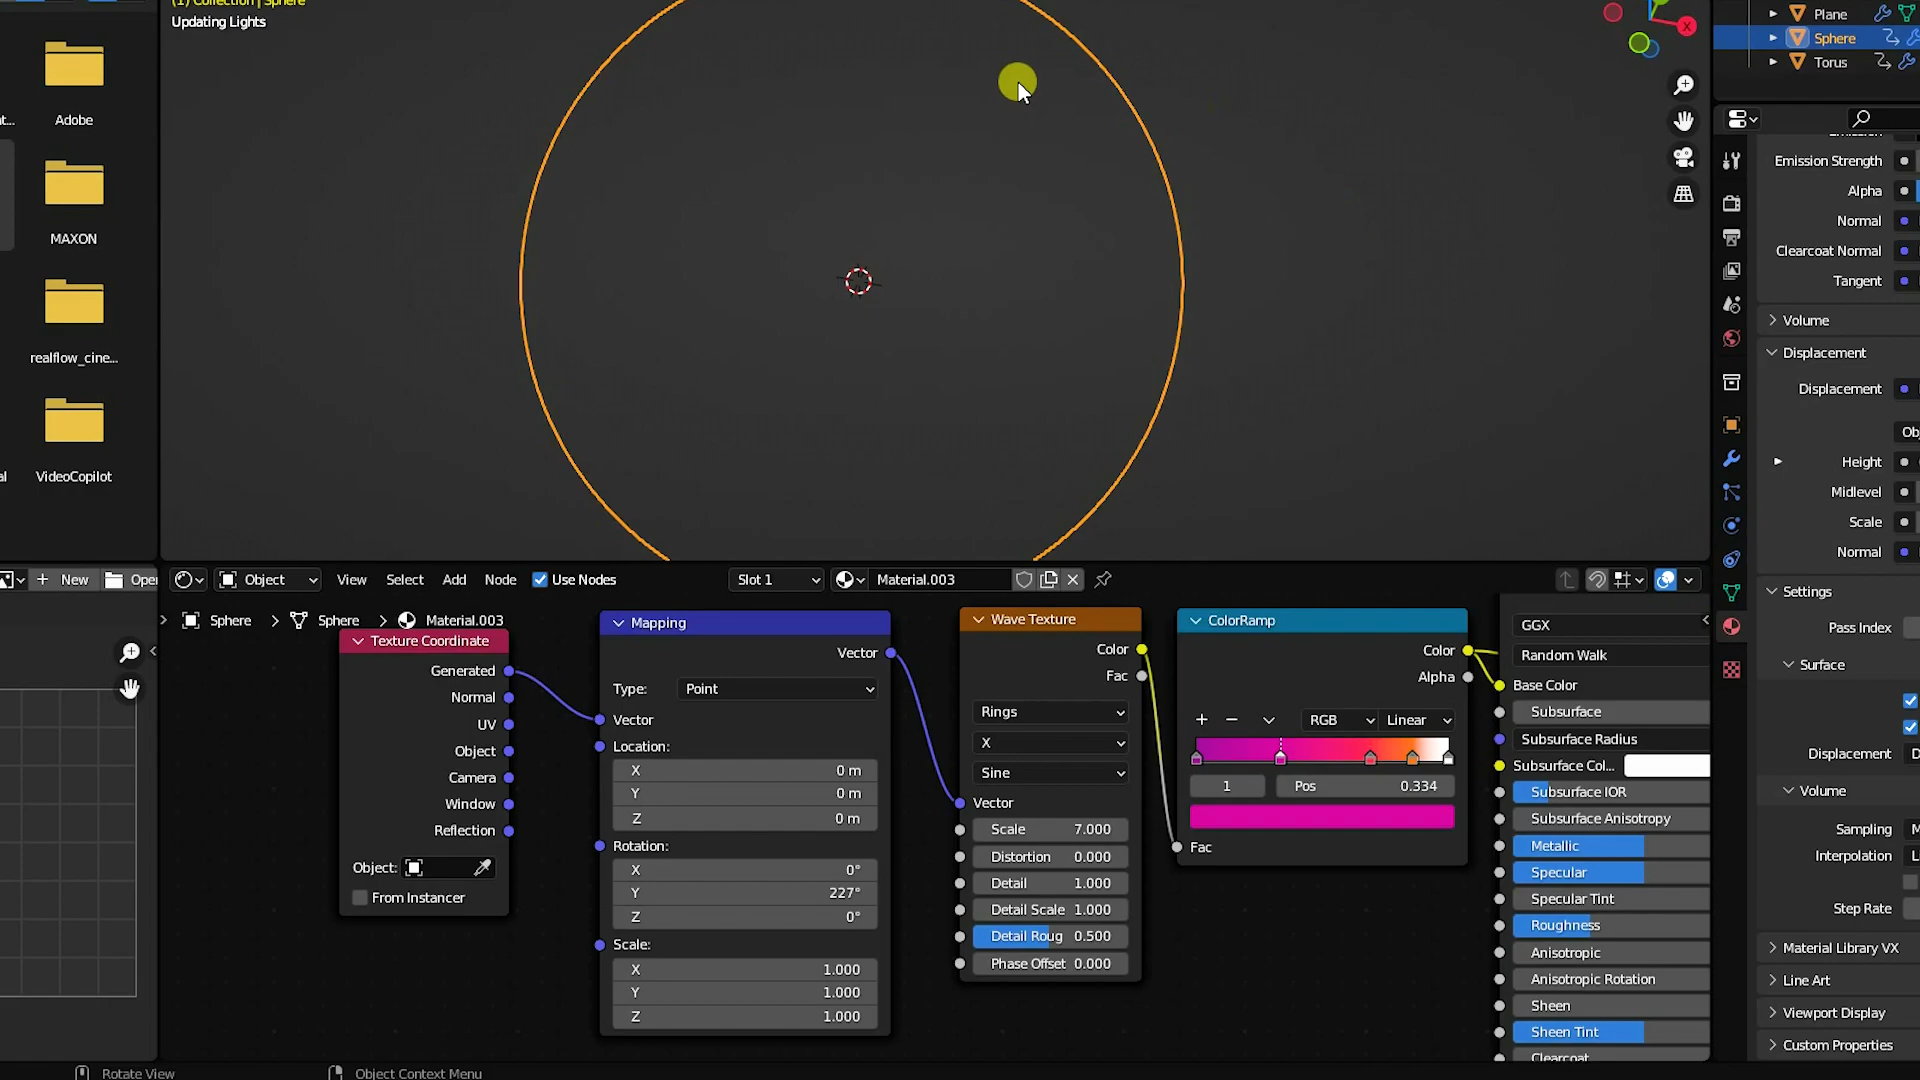 (1) Collection | Sphere
Updating Lights
Adobe
MAXON
realflow_cine...
VideoCopilot
Plane
Sphere
Torus
Emission Strength
Alpha
Normal
Clearcoat Normal
Tangent
Volume
Displacement
Displacement
Height
Midlevel
Scale
Normal
Settings
Pass Index
Surface
Displacement
Volume
Sampling
Interpolation
Step Rate
Material Library VX
Line Art
Viewport Display
Custom Properties
New
Object
View
Select
Add
Node
Use Nodes
Slot 1
Material.003
Sphere
Sphere
Material.003
Texture Coordinate
Generated
Normal
UV
Object
Camera
Window
Reflection
Object:
From Instancer
Mapping
Vector
Type: Point
Vector
Location:
X 0 m
Y 0 m
Z 0 m
Rotation:
X 0°
Y 227°
Z 0°
Scale:
X 1.000
Y 1.000
Z 1.000
Wave Texture
Color
Fac
Rings
X
Sine
Vector
Scale 7.000
Distortion 0.000
Detail 1.000
Detail Scale 1.000
Detail Roug 0.500
Phase Offset 0.000
ColorRamp
Color
Alpha
RGB Linear
1 Pos 0.334
Fac
GGX
Random Walk
Base Color
Subsurface
Subsurface Radius
Subsurface Col...
Subsurface IOR
Subsurface Anisotropy
Metallic
Specular
Specular Tint
Roughness
Anisotropic
Anisotropic Rotation
Sheen
Sheen Tint
Clearcoat
Rotate View
Object Context Menu